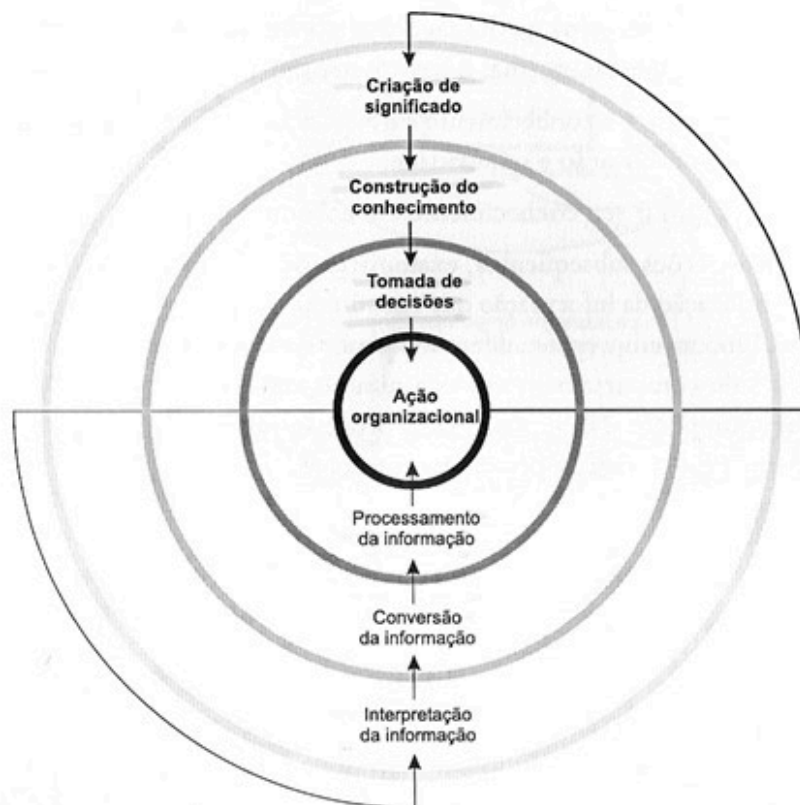 Criação de
significado
Construção do
conhecimento
Tomada de
decisões
Ação
organizacional
Processamento
da informação
Conversão
da informação
Interpretação
da informação